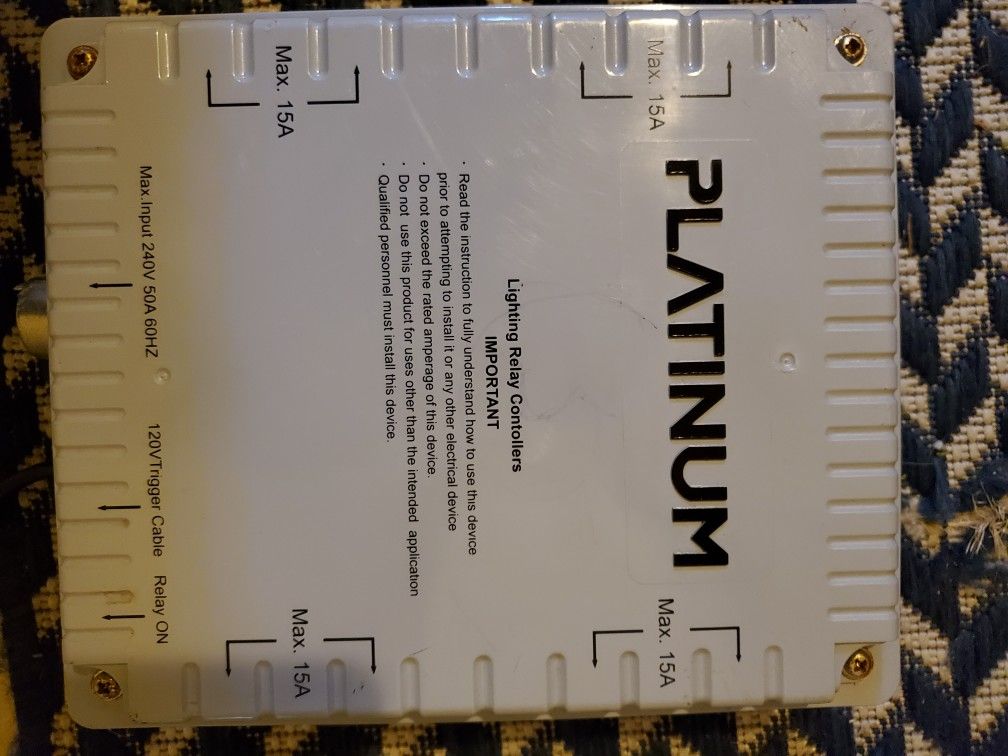 PLATINUM
Max. 15A
Max. 15A
Lighting Relay Contollers
IMPORTANT
· Read the instruction to fully understand how to use this device
prior to attempting to install it or any other electrical device
· Do not exceed the rated amperage of this device.
· Do not use this product for uses other than the intended application
· Qualified personnel must install this device.
Max. 15A
Max. 15A
Max.Input 240V 50A 60HZ
120VTrigger Cable
Relay ON